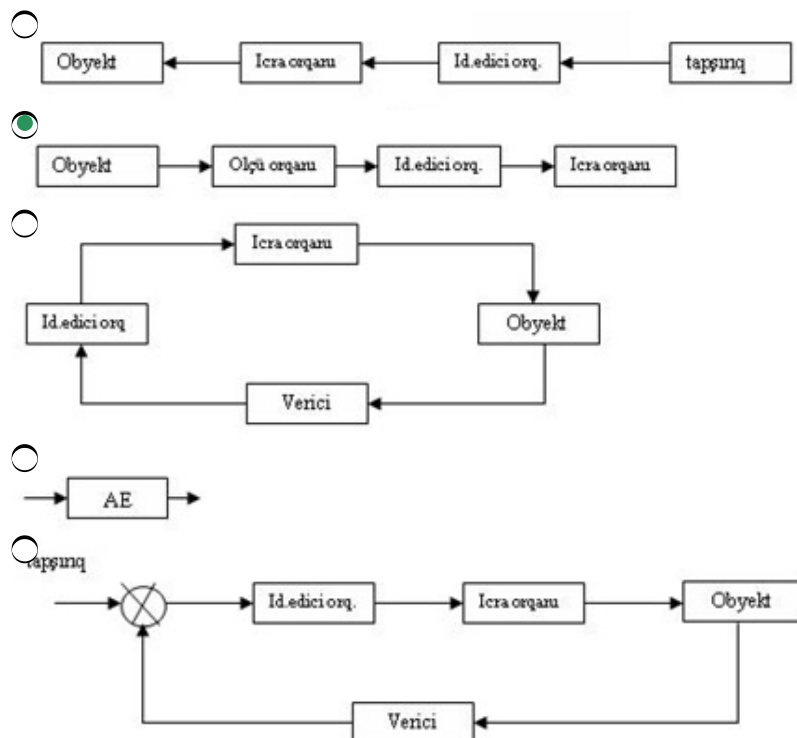 Obyekt Icra orqanı Id.edici orq. tapşırıq
Obyekt Olçü orqanı Id.edici orq. Icra orqanı
Icra orqanı
Id.edici orq Obyekt
Verici
AE
tapşırıq
Id.edici orq. Icra orqanı Obyekt
Verici